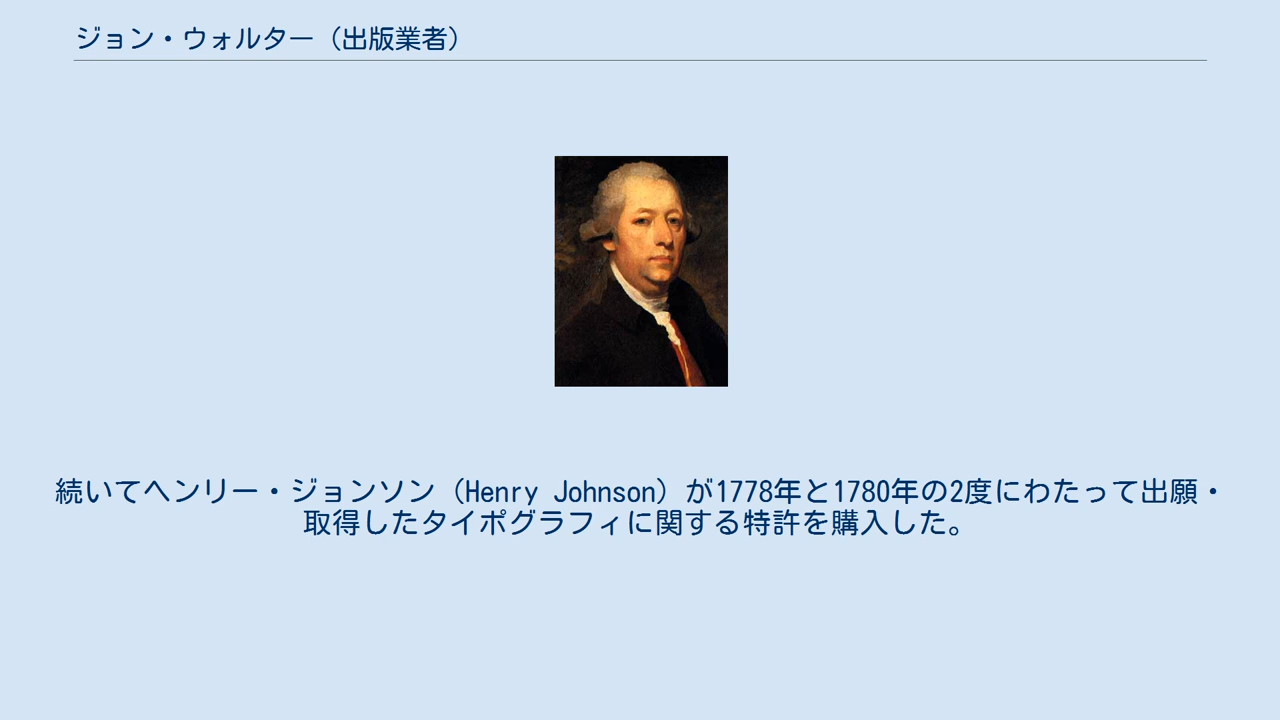 ジョン・ウォルター（出版業者）
続いてヘンリー・ジョンソン（Henry Johnson）が1778年と1780年の2度にわたって出願・
取得したタイポグラフィに関する特許を購入した。